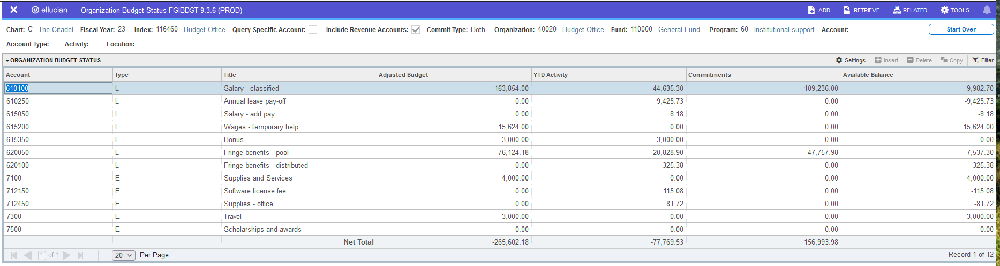 ellucian Organization Budget Status FGIBDST 9.3.6 (PROD) ADD RETRIEVE RELATED TOOLS
Chart: C The Citadel Fiscal Year: 23 Index: 116460 Budget Office Query Specific Account: Include Revenue Accounts: Commit Type: Both Organization: 40020 Budget Office Fund: 110000 General Fund Program: 60 Institutional support Account: Start Over
Account Type: Activity: Location:
ORGANIZATION BUDGET STATUS Settings Insert Delete Copy Filter
Account Type Title Adjusted Budget YTD Activity Commitments Available Balance
610100 L Salary - classified 163,854.00 44,635.30 109,236.00 9,982.70
610250 L Annual leave pay-off 0.00 9,425.73 0.00 -9,425.73
615050 L Salary - add pay 0.00 8.18 0.00 -8.18
615200 L Wages - temporary help 15,624.00 0.00 0.00 15,624.00
615350 L Bonus 3,000.00 3,000.00 0.00 0.00
620050 L Fringe benefits - pool 76,124.18 20,828.90 47,757.98 7,537.30
620100 L Fringe benefits - distributed 0.00 -325.38 0.00 325.38
7100 E Supplies and Services 4,000.00 0.00 0.00 4,000.00
712150 E Software license fee 0.00 115.08 0.00 -115.08
712450 E Supplies - office 0.00 81.72 0.00 -81.72
7300 E Travel 3,000.00 0.00 0.00 3,000.00
7500 E Scholarships and awards 0.00 0.00 0.00 0.00
Net Total -265,602.18 -77,769.53 156,993.98
1 of 1 20 Per Page Record 1 of 12